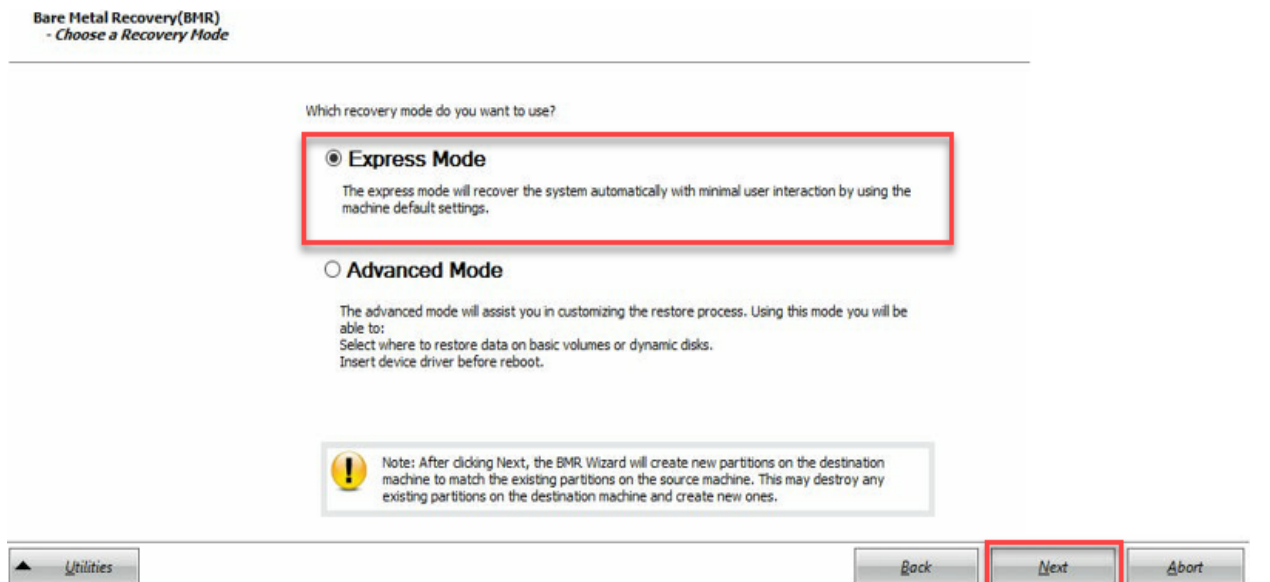 Bare Metal Recovery(BMR)
- Choose a Recovery Mode
Which recovery mode do you want to use?
Express Mode
The express mode will recover the system automatically with minimal user interaction by using the
machine default settings.
Advanced Mode
The advanced mode will assist you in customizing the restore process. Using this mode you will be
able to:
Select where to restore data on basic volumes or dynamic disks.
Insert device driver before reboot.
Note: After clicking Next, the BMR Wizard will create new partitions on the destination
machine to match the existing partitions on the source machine. This may destroy any
existing partitions on the destination machine and create new ones.
Utilities Back Next Abort